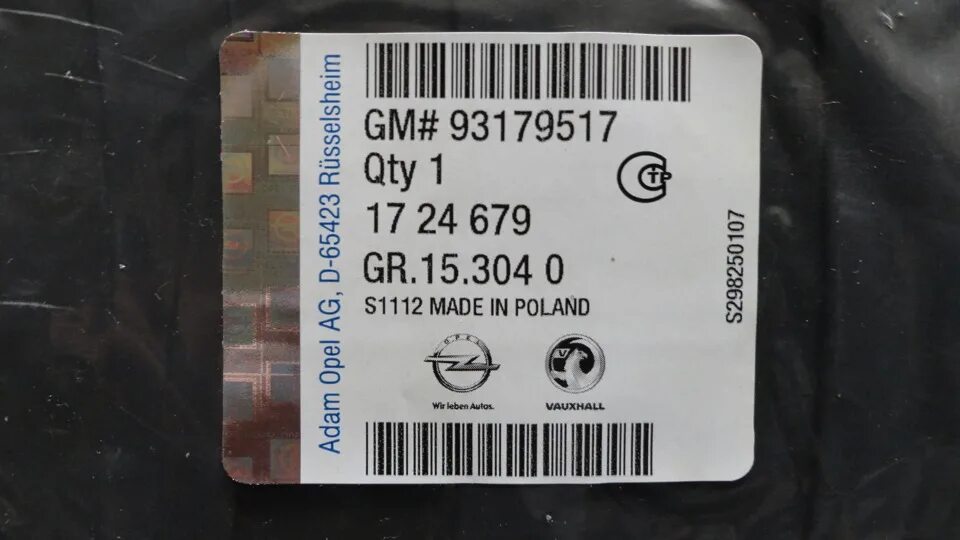 Adam Opel AG, D-65423 Rüsselsheim
GM# 93179517
Qty 1
17 24 679
GR.15.304 0
S1112 MADE IN POLAND
S298250107
OPEL
Wir leben Autos.
VAUXHALL